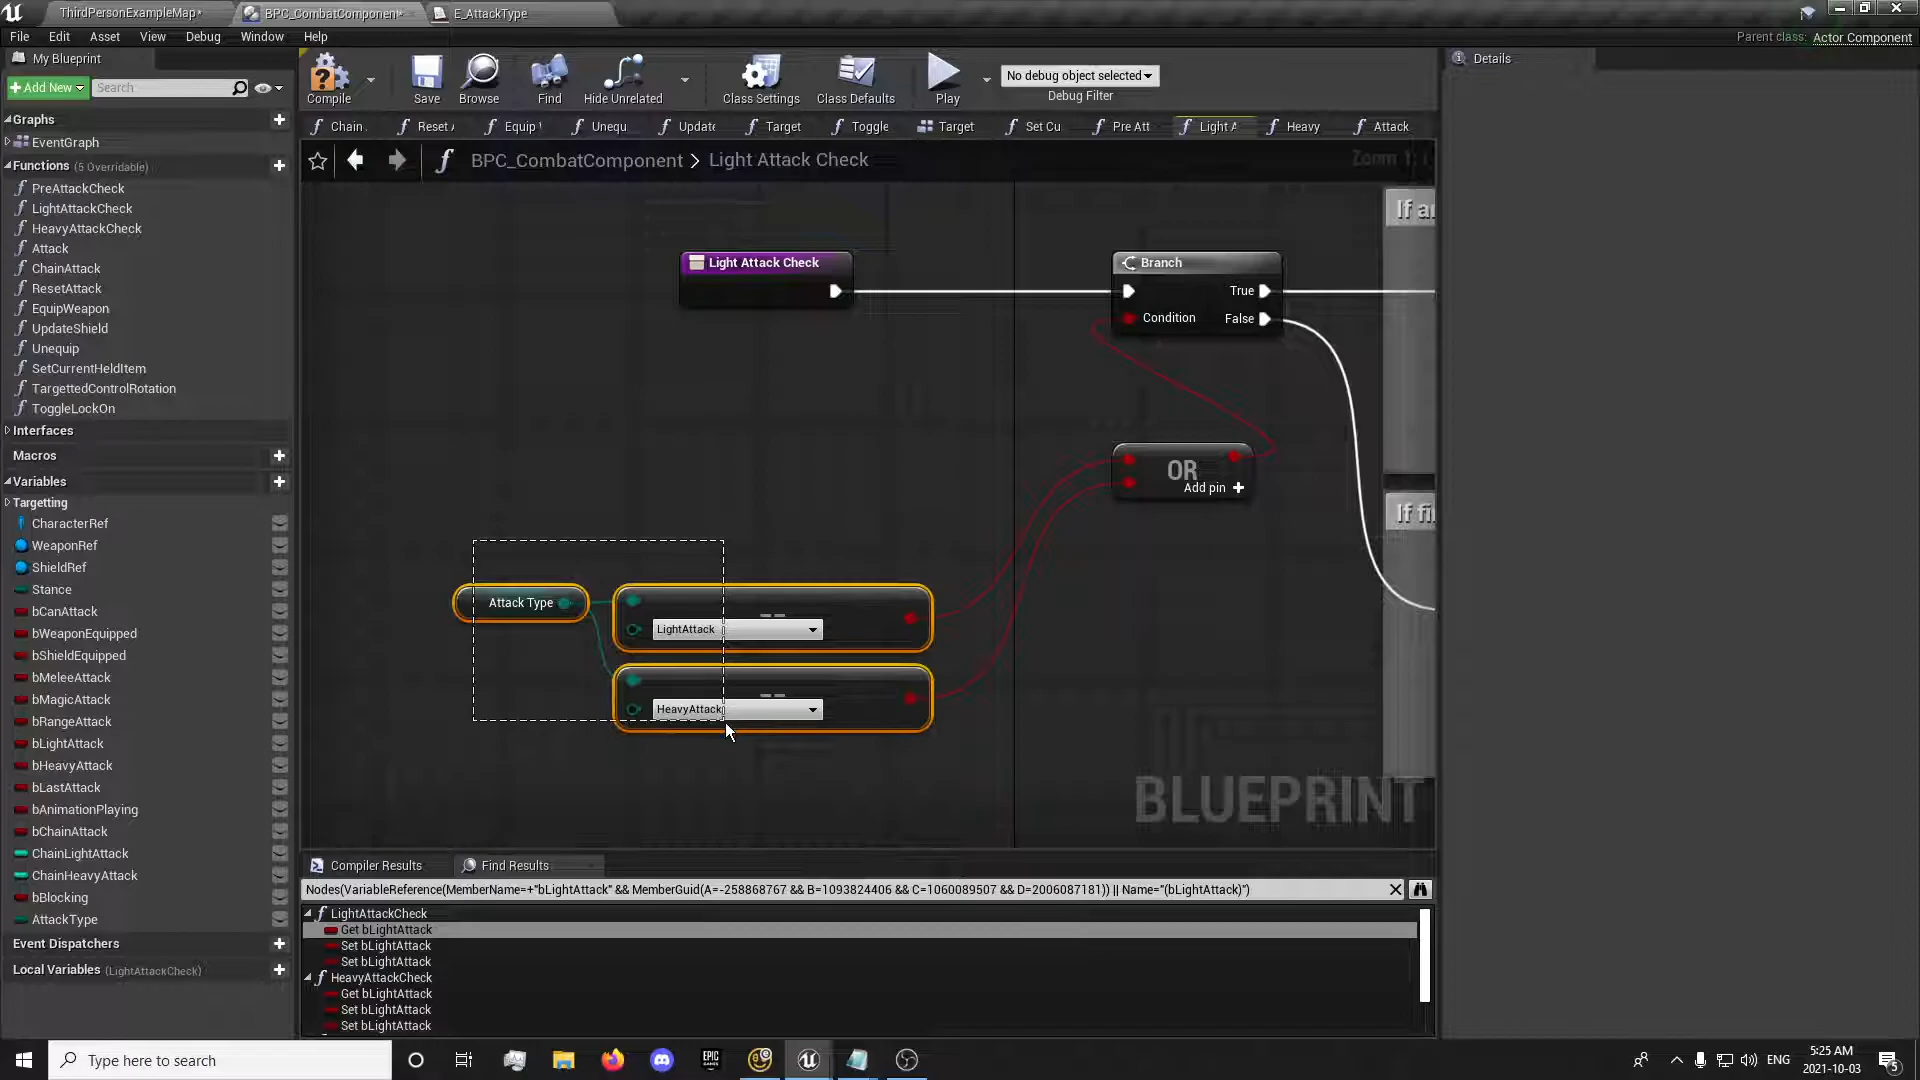 ThirdPersonExampleMap*
BPC_CombatComponent*
E_AttackType
File Edit Asset View Debug Window Help
Parent class: Actor Component
My Blueprint
Add New
Search
Compile
Save
Browse
Find
Hide Unrelated
Class Settings
Class Defaults
Play
No debug object selected
Debug Filter
Details
Chain
Reset A
Equip
Unequ
Update
Target
Toggle
Target
Set Cu
Pre Att
Light A
Heavy
Attack
BPC_CombatComponent > Light Attack Check
Graphs
EventGraph
Functions (5 Overridable)
PreAttackCheck
LightAttackCheck
HeavyAttackCheck
Attack
ChainAttack
ResetAttack
EquipWeapon
UpdateShield
Unequip
SetCurrentHeldItem
TargettedControlRotation
ToggleLockOn
Interfaces
Macros
Variables
Targetting
CharacterRef
WeaponRef
ShieldRef
Stance
bCanAttack
bWeaponEquipped
bShieldEquipped
bMeleeAttack
bMagicAttack
bRangeAttack
bLightAttack
bHeavyAttack
bLastAttack
bAnimationPlaying
bChainAttack
ChainLightAttack
ChainHeavyAttack
bBlocking
AttackType
Event Dispatchers
Local Variables (LightAttackCheck)
Light Attack Check
Branch
True
Condition
False
OR
Add pin +
Attack Type
==
LightAttack
==
HeavyAttack
If an
If fi
BLUEPRINT
Compiler Results
Find Results
Nodes(VariableReference(MemberName=+"bLightAttack" && MemberGuid(A=-258868767 && B=1093824406 && C=1060089507 && D=2006087181)) || Name="(bLightAttack)")
LightAttackCheck
Get bLightAttack
Set bLightAttack
Set bLightAttack
HeavyAttackCheck
Get bLightAttack
Set bLightAttack
Set bLightAttack
Type here to search
EPIC
GAMES
ENG
5:25 AM
2021-10-03
5